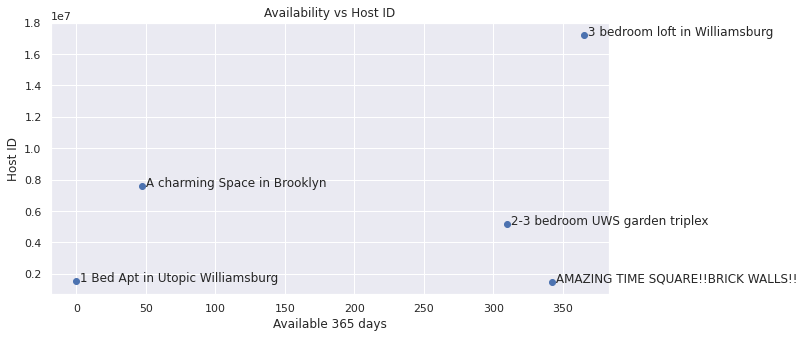 Availability vs Host ID
1e7
1.8
3 bedroom loft in Williamsburg
1.6
1.4
1.2
1.0
Host ID
0.8
A charming Space in Brooklyn
0.6
2-3 bedroom UWS garden triplex
0.4
0.2
1 Bed Apt in Utopic Williamsburg
AMAZING TIME SQUARE!!BRICK WALLS!!
0 50 100 150 200 250 300 350
Available 365 days